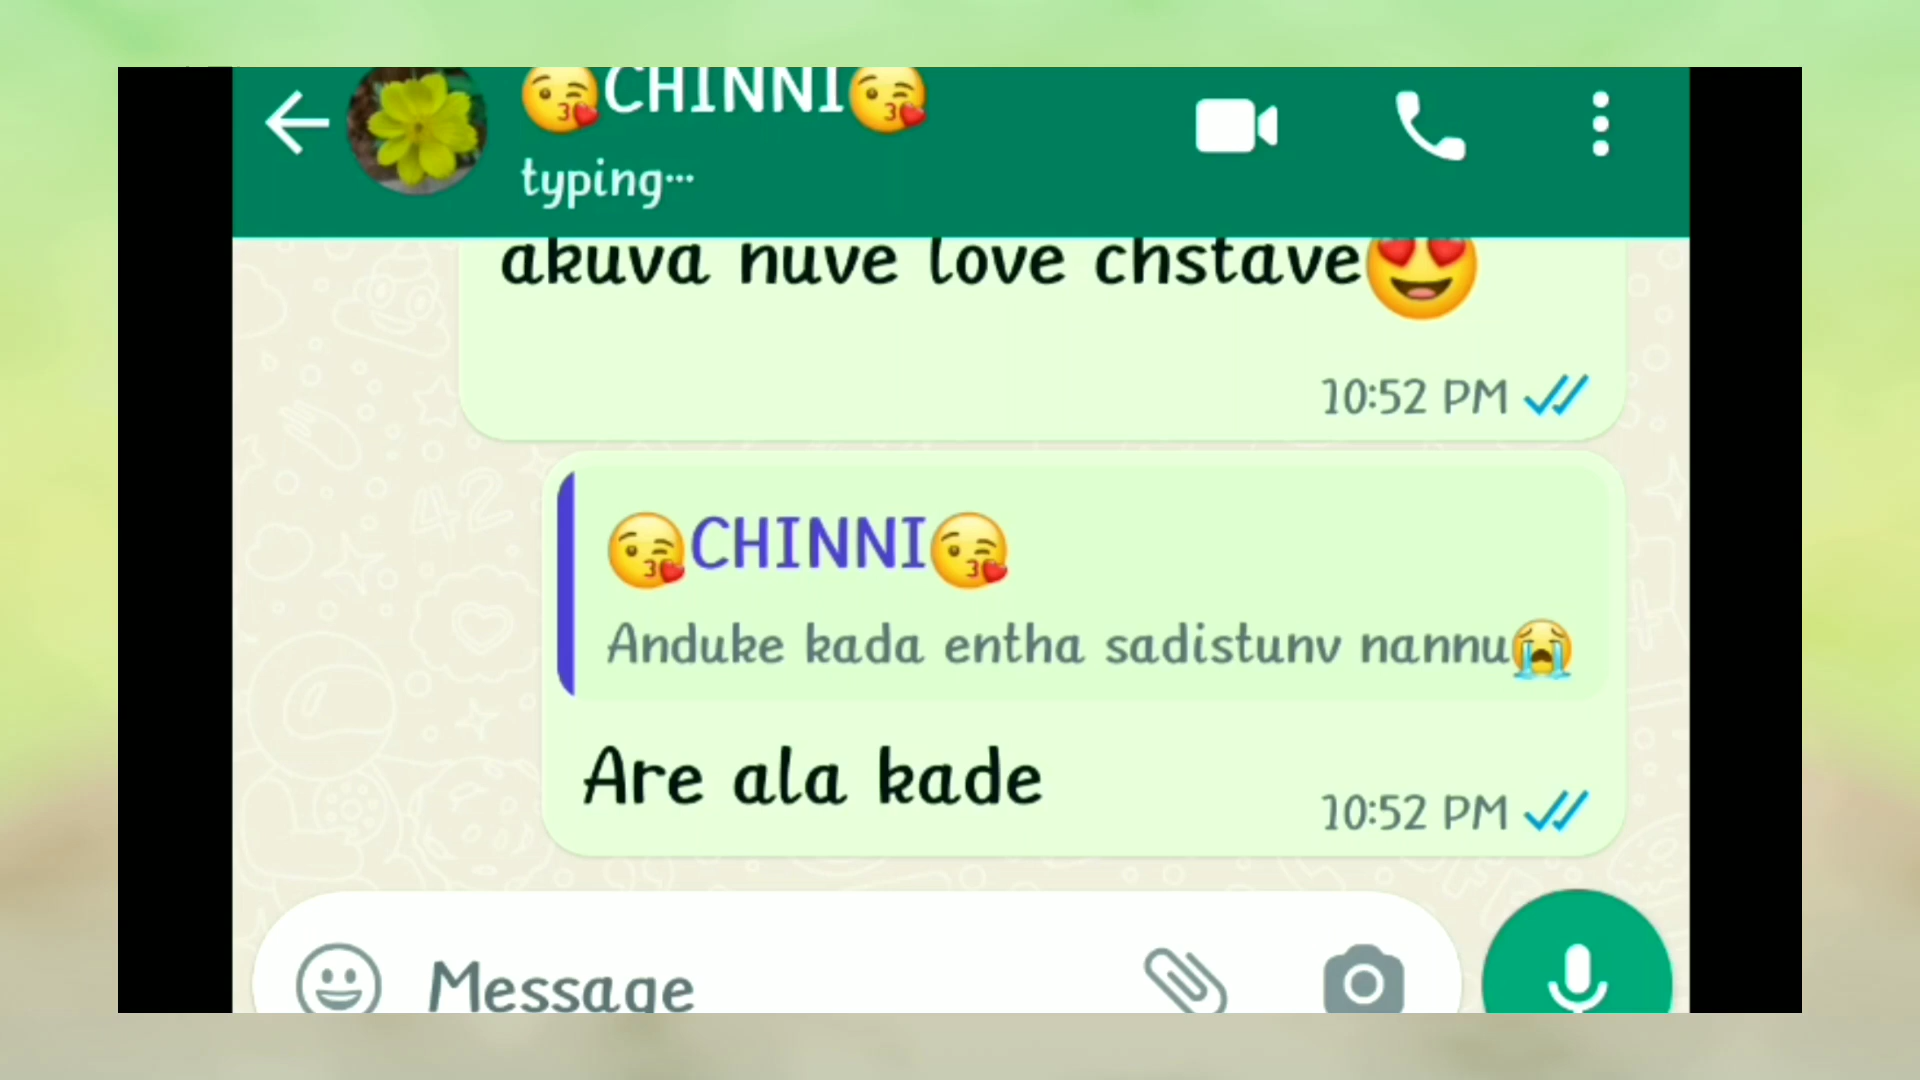 😘CHINNI😘
typing...
akuva nuve love chstave😍
10:52 PM
😘CHINNI😘
Anduke kada entha sadistunv nannu😭
Are ala kade
10:52 PM
Message